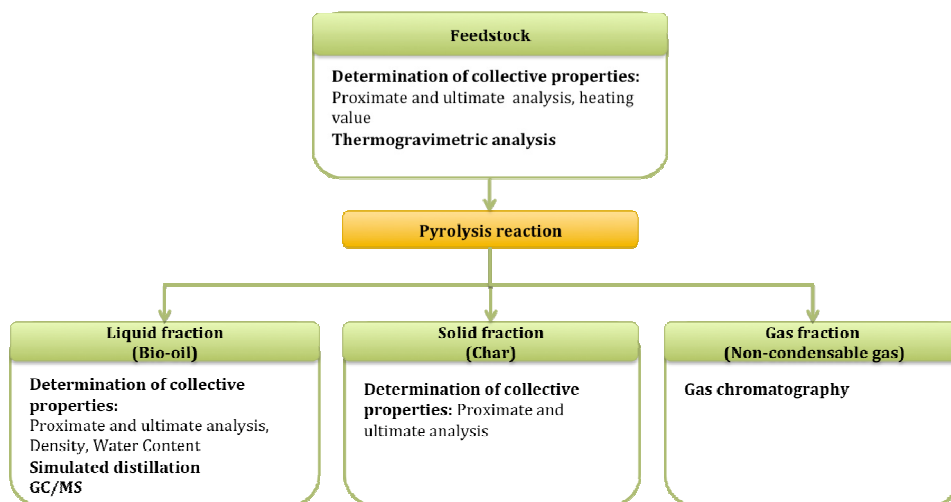 Feedstock
Determination of collective properties:
Proximate and ultimate analysis, heating
value
Thermogravimetric analysis
Pyrolysis reaction
Liquid fraction
(Bio-oil)
Determination of collective
properties:
Proximate and ultimate analysis,
Density, Water Content
Simulated distillation
GC/MS
Solid fraction
(Char)
Determination of collective
properties: Proximate and
ultimate analysis
Gas fraction
(Non-condensable gas)
Gas chromatography